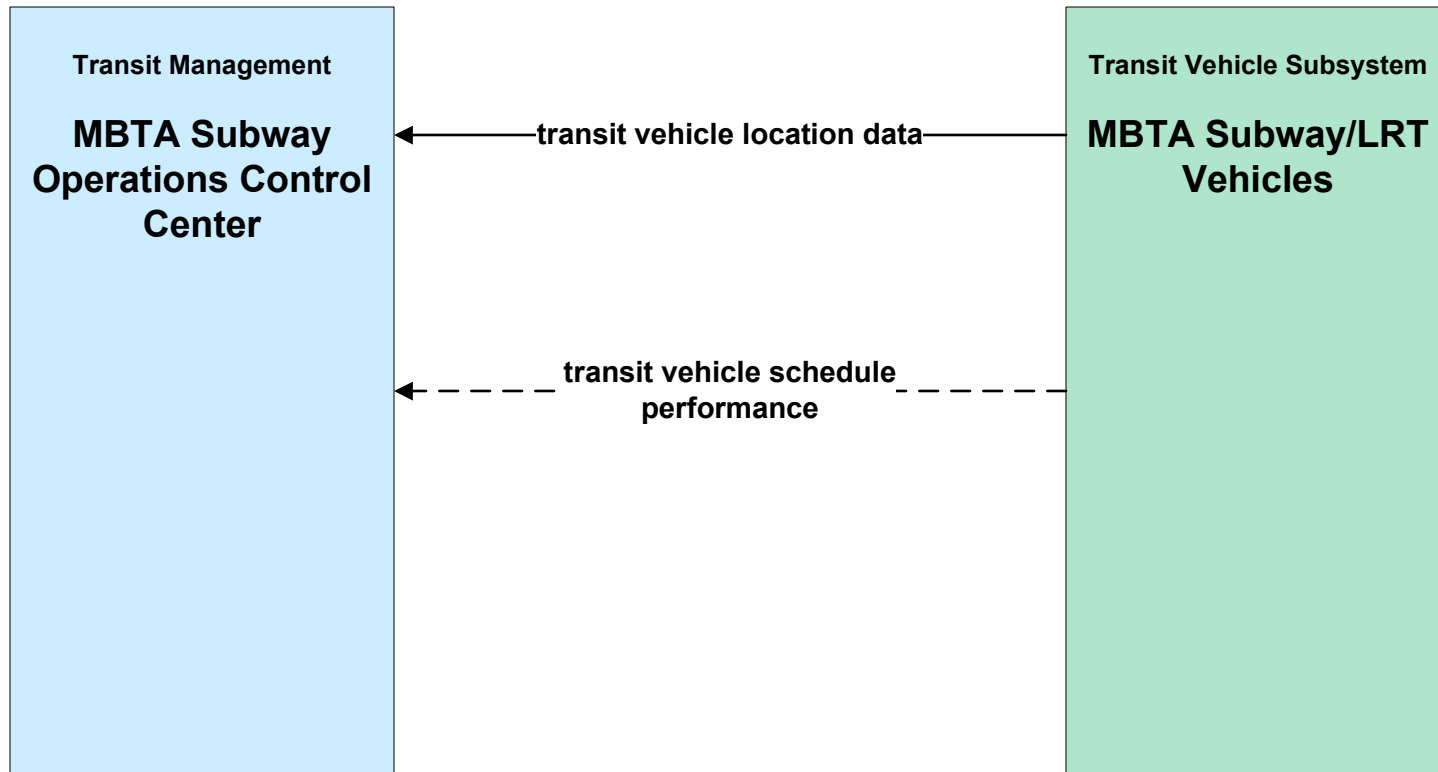 Transit Management
MBTA Subway
Operations Control
Center
transit vehicle location data
transit vehicle schedule
performance
Transit Vehicle Subsystem
MBTA Subway/LRT
Vehicles